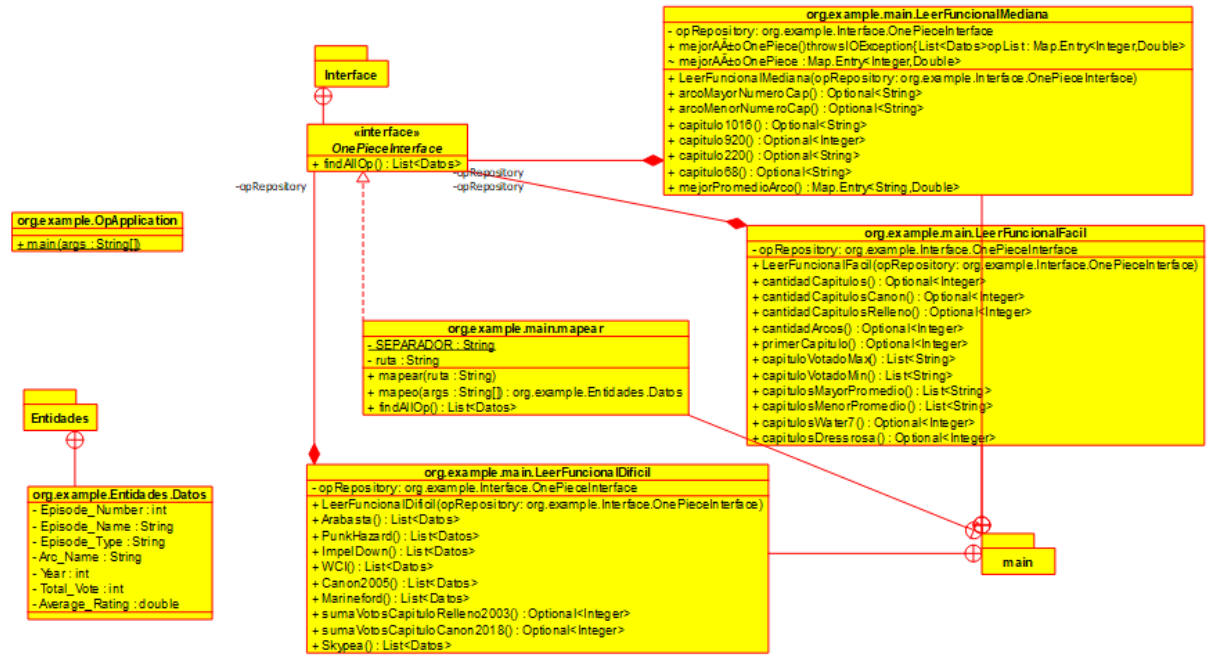 org.example.main.LeerFuncionalMediana
- opRepository: org.example.Interface.OnePieceInterface
+ mejorAÃ±oOnePiece()throwsIOException{List<Datos>opList : Map.Entry<Integer,Double>
~ mejorAÃ±oOnePiece : Map.Entry<Integer,Double>
+ LeerFuncionalMediana(opRepository: org.example.Interface.OnePieceInterface)
+ arcoMayorNumeroCap() : Optional<String>
+ arcoMenorNumeroCap() : Optional<String>
+ capitulo1016() : Optional<String>
+ capitulo920() : Optional<Integer>
+ capitulo220() : Optional<String>
+ capitulo68() : Optional<String>
+ mejorPromedioArco() : Map.Entry<String,Double>
Interface
«interface»
OnePieceInterface
+ findAllOp() : List<Datos>
-opRepository
-opRepository
-opRepository
org.example.OpApplication
+ main(args : String[])
org.example.main.LeerFuncionalFacil
- opRepository: org.example.Interface.OnePieceInterface
+ LeerFuncionalFacil(opRepository: org.example.Interface.OnePieceInterface)
+ cantidadCapitulos() : Optional<Integer>
+ cantidadCapitulosCanon() : Optional<Integer>
+ cantidadCapitulosRelleno() : Optional<Integer>
+ cantidadArcos() : Optional<Integer>
+ primerCapitulo() : Optional<Integer>
+ capituloVotadoMax() : List<String>
+ capituloVotadoMin() : List<String>
+ capitulosMayorPromedio() : List<String>
+ capitulosMenorPromedio() : List<String>
+ capitulosWater7() : Optional<Integer>
+ capitulosDressrosa() : Optional<Integer>
org.example.main.mapear
- SEPARADOR : String
- ruta : String
+ mapear(ruta : String)
+ mapeo(args : String[]) : org.example.Entidades.Datos
+ findAllOp() : List<Datos>
Entidades
org.example.Entidades.Datos
- Episode_Number : int
- Episode_Name : String
- Episode_Type : String
- Arc_Name : String
- Year : int
- Total_Vote : int
- Average_Rating : double
org.example.main.LeerFuncionalDificil
- opRepository: org.example.Interface.OnePieceInterface
+ LeerFuncionalDificil(opRepository: org.example.Interface.OnePieceInterface)
+ Arabasta() : List<Datos>
+ PunkHazard() : List<Datos>
+ ImpelDown() : List<Datos>
+ WCI() : List<Datos>
+ Canon2005() : List<Datos>
+ Marineford() : List<Datos>
+ sumaVotosCapituloRelleno2003() : Optional<Integer>
+ sumaVotosCapituloCanon2018() : Optional<Integer>
+ Skypea() : List<Datos>
main